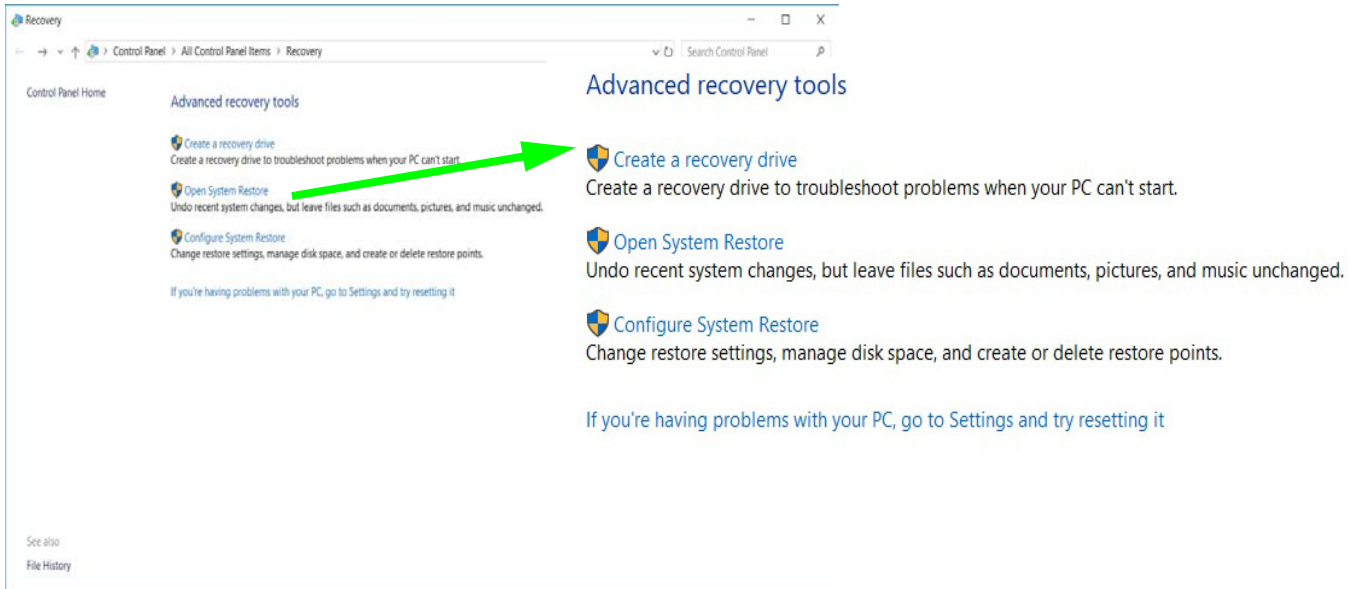 Recovery
Control Panel > All Control Panel Items > Recovery
Search Control Panel
Control Panel Home
Advanced recovery tools
Create a recovery drive
Create a recovery drive to troubleshoot problems when your PC can't start.
Open System Restore
Undo recent system changes, but leave files such as documents, pictures, and music unchanged.
Configure System Restore
Change restore settings, manage disk space, and create or delete restore points.
If you're having problems with your PC, go to Settings and try resetting it
See also
File History
Advanced recovery tools
Create a recovery drive
Create a recovery drive to troubleshoot problems when your PC can't start.
Open System Restore
Undo recent system changes, but leave files such as documents, pictures, and music unchanged.
Configure System Restore
Change restore settings, manage disk space, and create or delete restore points.
If you're having problems with your PC, go to Settings and try resetting it